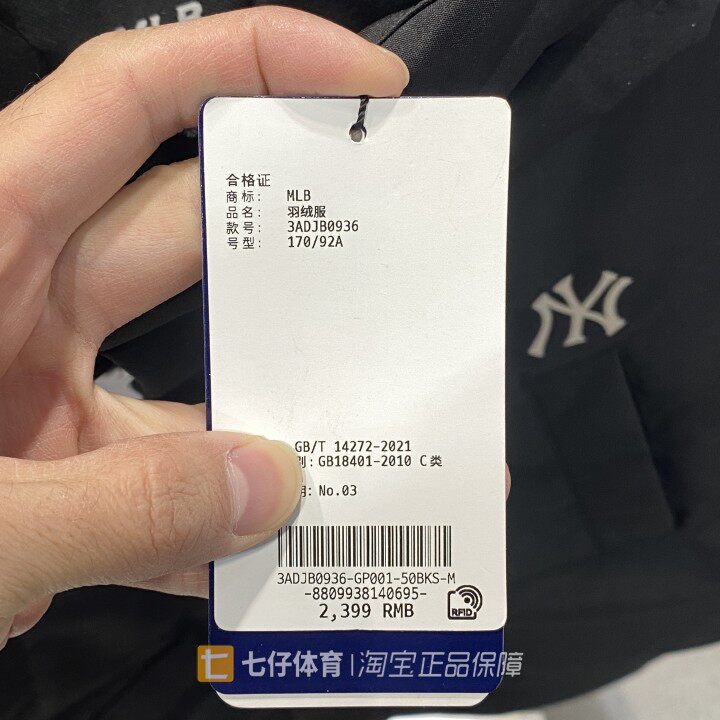 MLB
合格证
商标: MLB
品名: 羽绒服
款号: 3ADJB0936
号型: 170/92A
GB/T 14272-2021
: GB18401-2010 C类
: No.03
3ADJB0936-GP001-50BKS-M
-8809938140695-
2,399 RMB
RFID
NY
七仔体育|淘宝正品保障